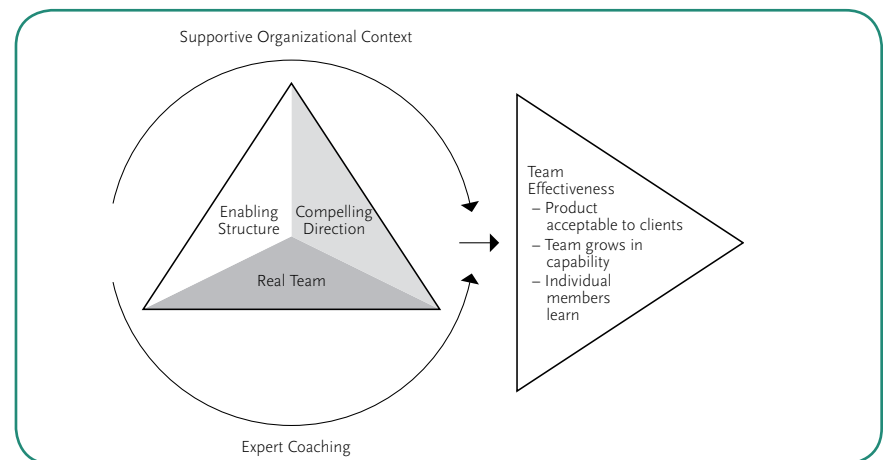 Supportive Organizational Context
Enabling
Structure
Compelling
Direction
Real Team
Expert Coaching
Team
Effectiveness
– Product
acceptable to clients
– Team grows in
capability
– Individual
members
learn